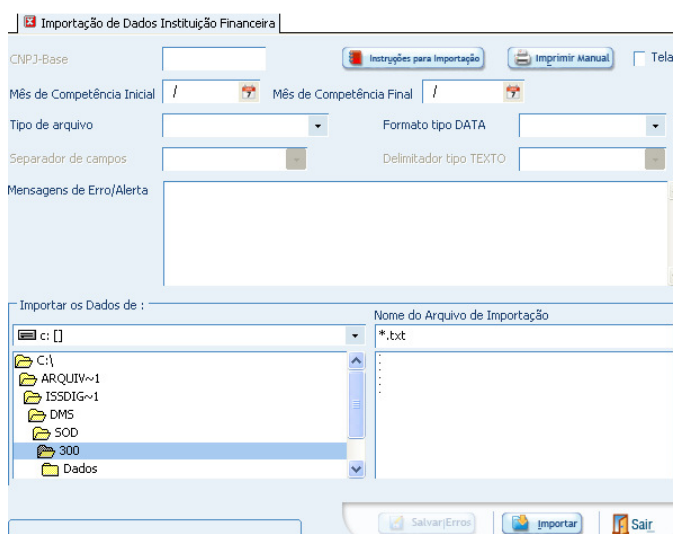 Importação de Dados Instituição Financeira
CNPJ-Base
Instruções para Importação
Imprimir Manual
Tela
Mês de Competência Inicial / 7
Mês de Competência Final / 7
Tipo de arquivo
Formato tipo DATA
Separador de campos
Delimitador tipo TEXTO
Mensagens de Erro/Alerta
Importar os Dados de :
Nome do Arquivo de Importação
c: []
*.txt
C:\
ARQUIV~1
ISSDIG~1
DMS
SOD
300
Dados
:
:
:
Salvar|Erros
Importar
Sair